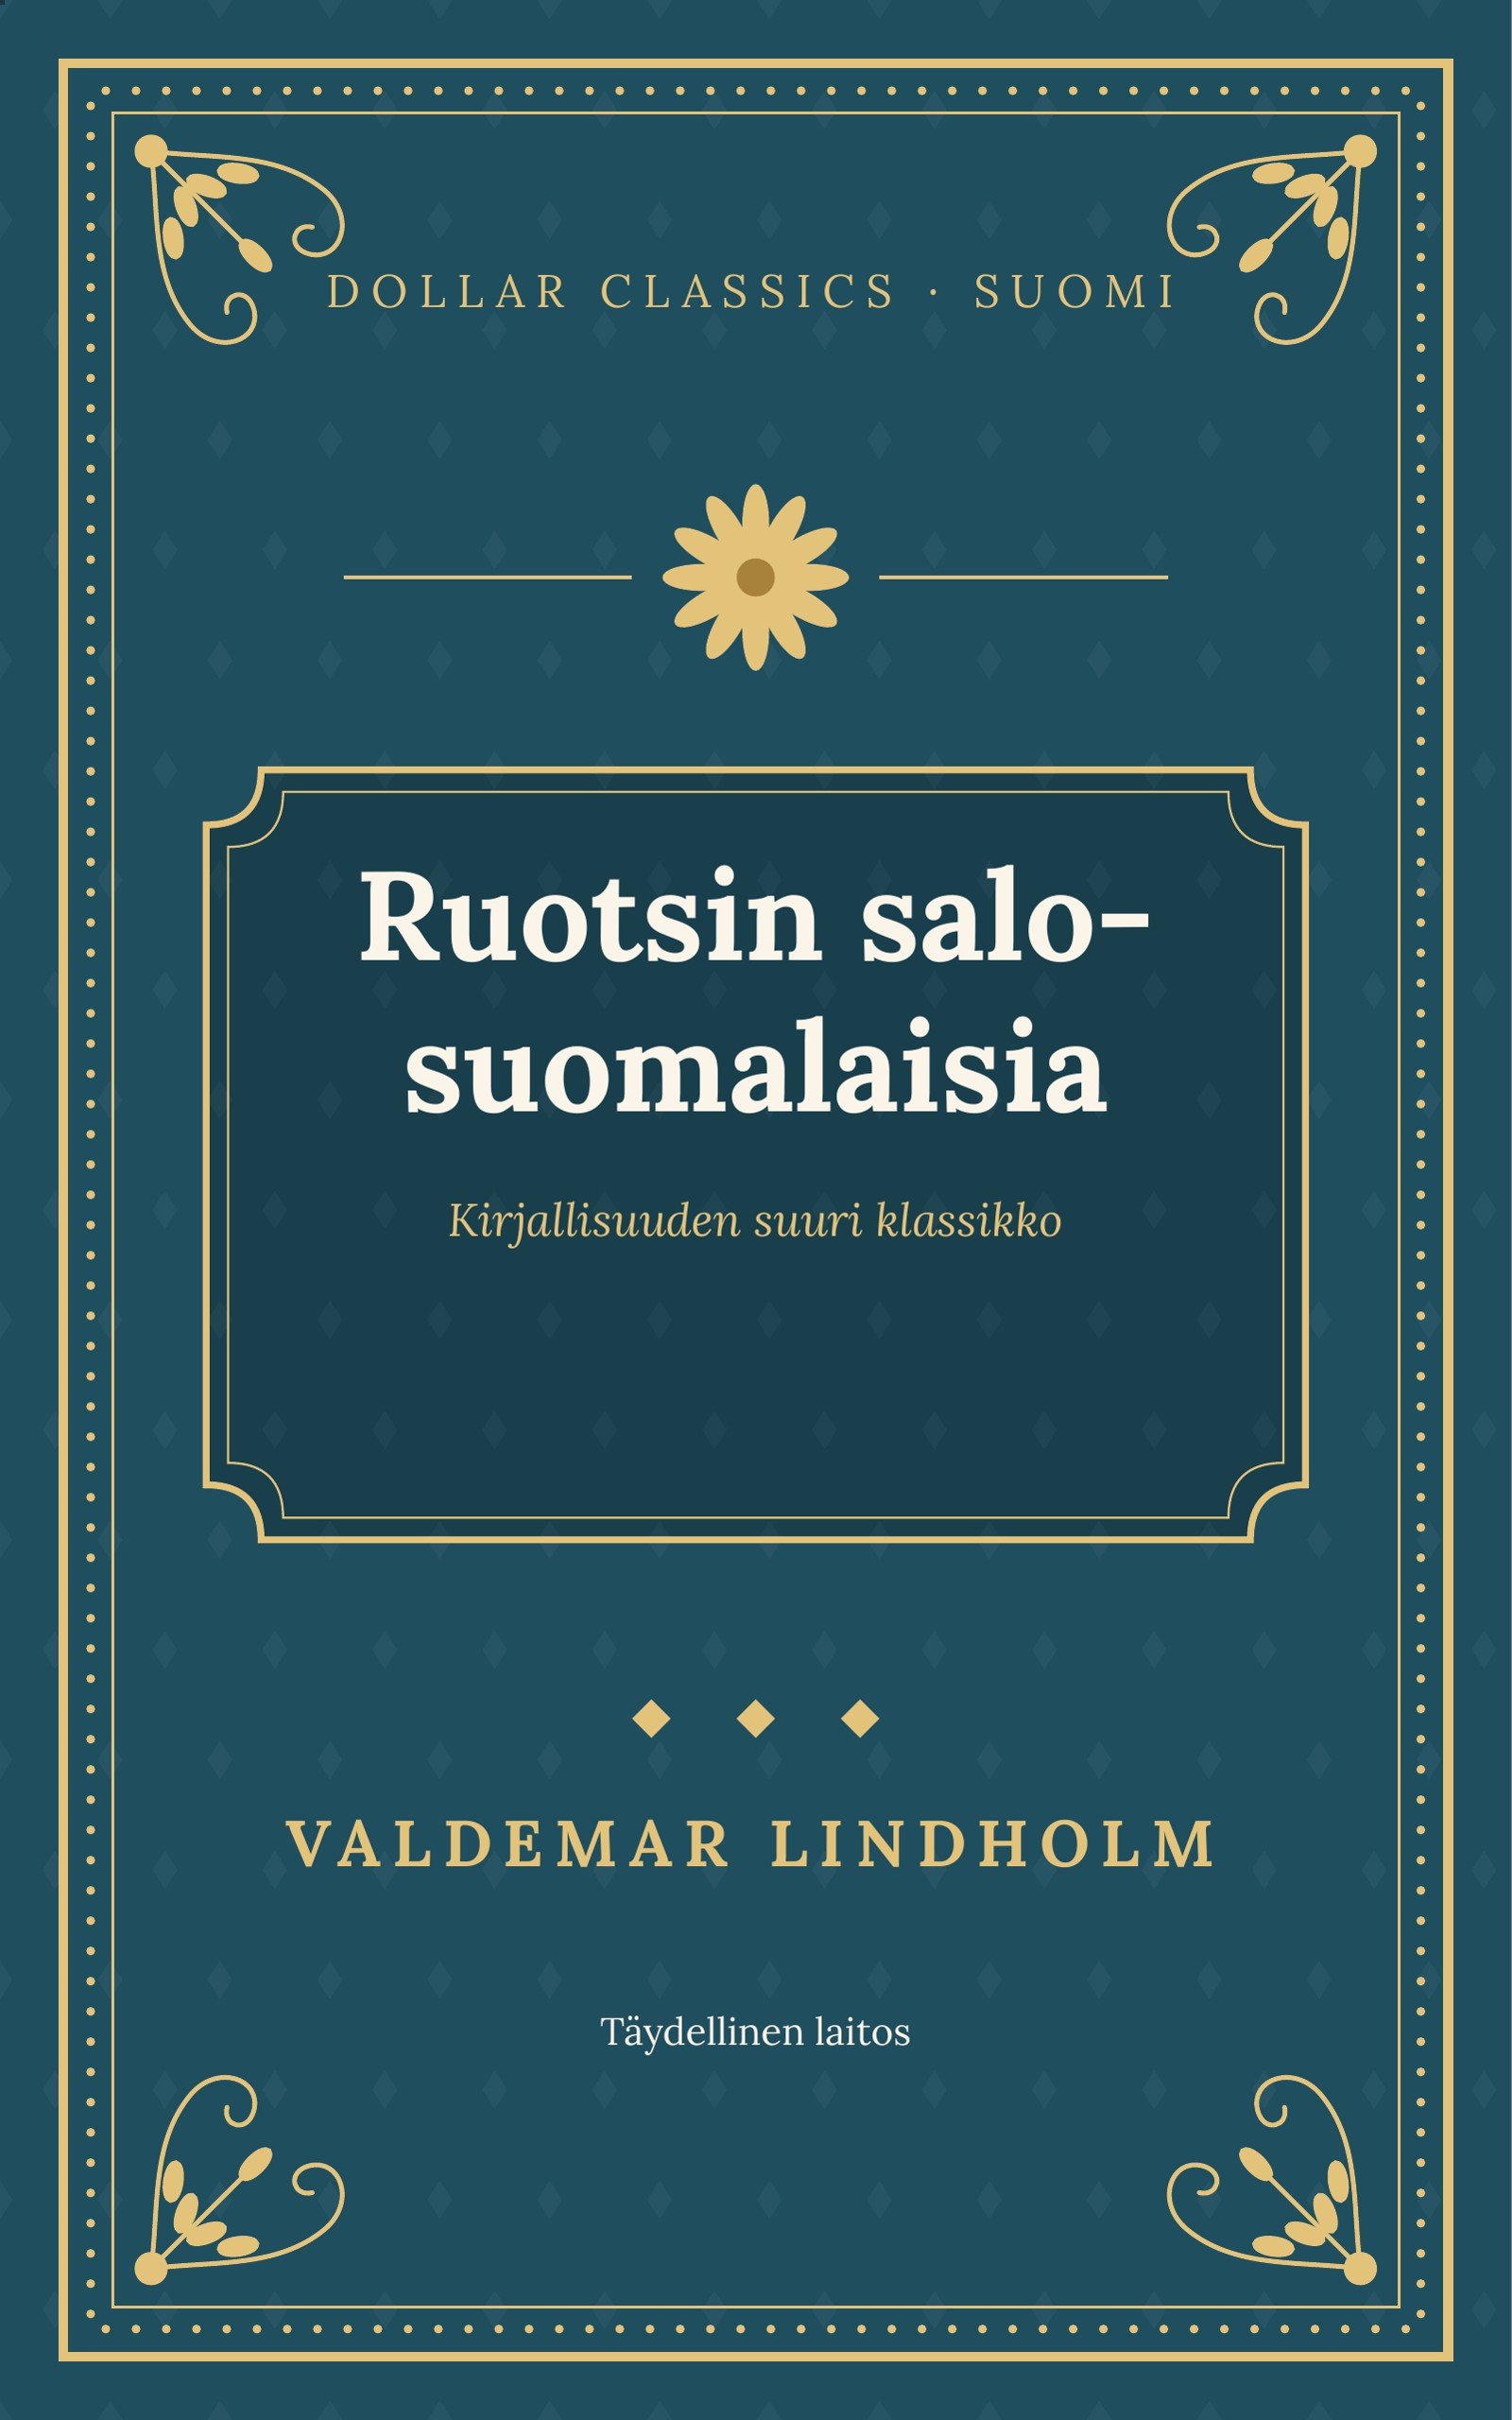 DOLLAR CLASSICS · SUOMI
Ruotsin salo-
suomalaisia
Kirjallisuuden suuri klassikko
VALDEMAR LINDHOLM
Täydellinen laitos